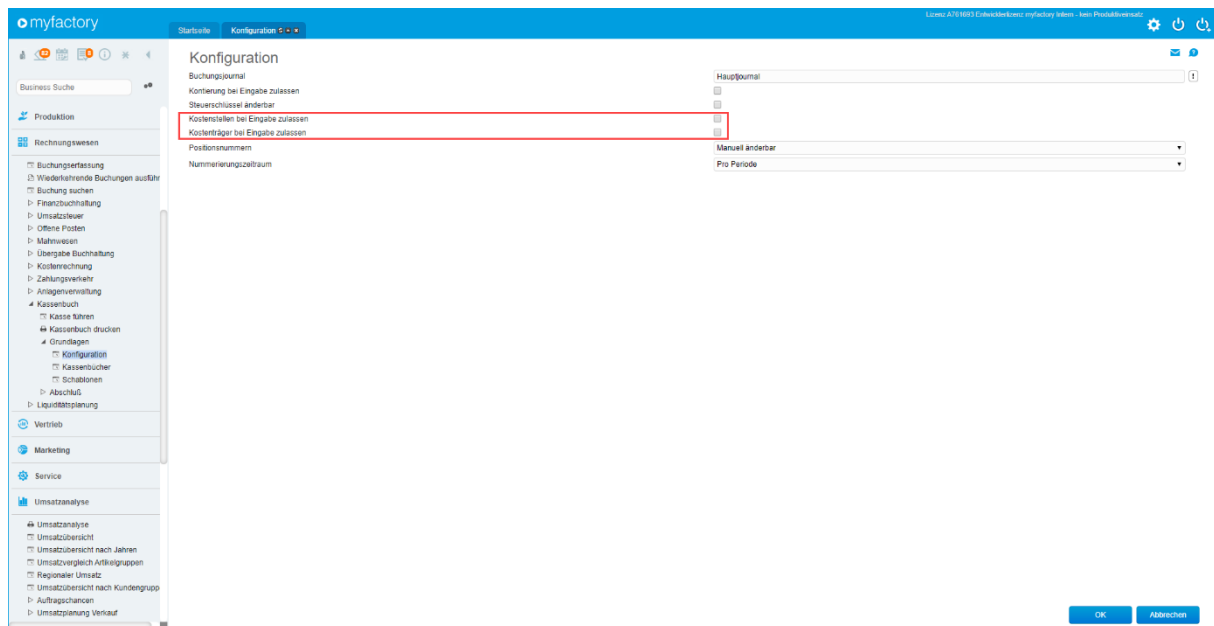 myfactory
Startseite
Konfiguration
Lizenz A761693 Entwicklerlizenz myfactory Intern - kein Produktiveinsatz
Business Suche
Produktion
Rechnungswesen
Buchungserfassung
Wiederkehrende Buchungen ausführ
Buchung suchen
Finanzbuchhaltung
Umsatzsteuer
Offene Posten
Mahnwesen
Übergabe Buchhaltung
Kostenrechnung
Zahlungsverkehr
Anlagenverwaltung
Kassenbuch
Kasse führen
Kassenbuch drucken
Grundlagen
Konfiguration
Kassenbücher
Schablonen
Abschluß
Liquiditätsplanung
Vertrieb
Marketing
Service
Umsatzanalyse
Umsatzanalyse
Umsatzübersicht
Umsatzübersicht nach Jahren
Umsatzvergleich Artikelgruppen
Regionaler Umsatz
Umsatzübersicht nach Kundengrupp
Auftragschancen
Umsatzplanung Verkauf
Konfiguration
Buchungsjournal Hauptjournal
Kontierung bei Eingabe zulassen
Steuerschlüssel änderbar
Kostenstellen bei Eingabe zulassen
Kostenträger bei Eingabe zulassen
Positionsnummern Manuell änderbar
Nummerierungszeitraum Pro Periode
OK Abbrechen